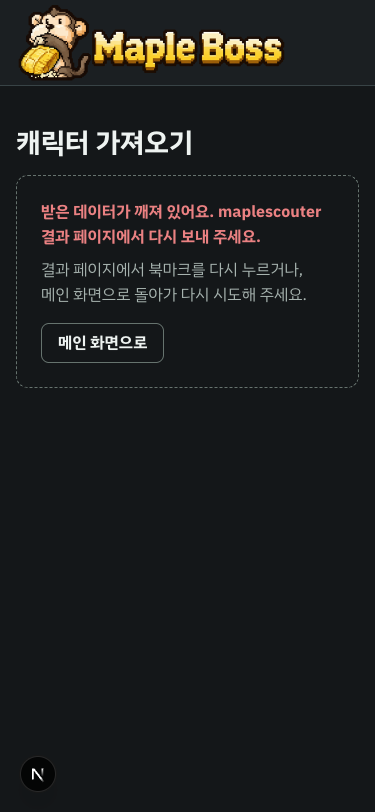 Maple Boss
캐릭터 가져오기
받은 데이터가 깨져 있어요. maplescouter
결과 페이지에서 다시 보내 주세요.
결과 페이지에서 북마크를 다시 누르거나,
메인 화면으로 돌아가 다시 시도해 주세요.
메인 화면으로
N